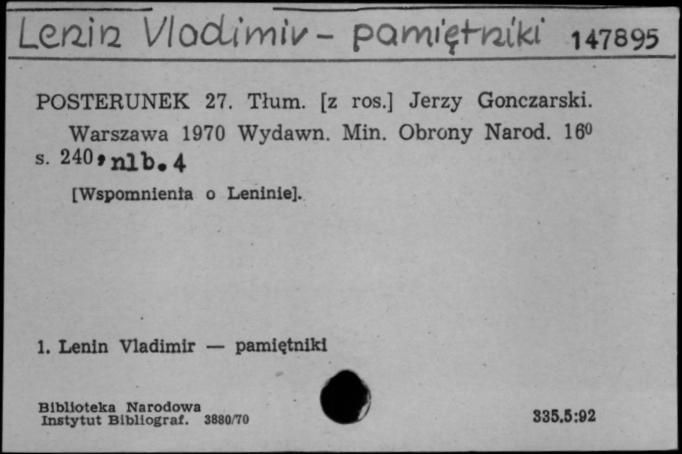 Lenin Vladimir - pamiętniki 147895
POSTERUNEK 27. Tłum. [z ros.] Jerzy Gonczarski.
Warszawa 1970 Wydawn. Min. Obrony Narod. 16⁰
s. 240, nlb. 4
[Wspomnienia o Leninie].
1. Lenin Vladimir — pamiętniki
Biblioteka Narodowa
Instytut Bibliograf. 3880/70
335.5:92